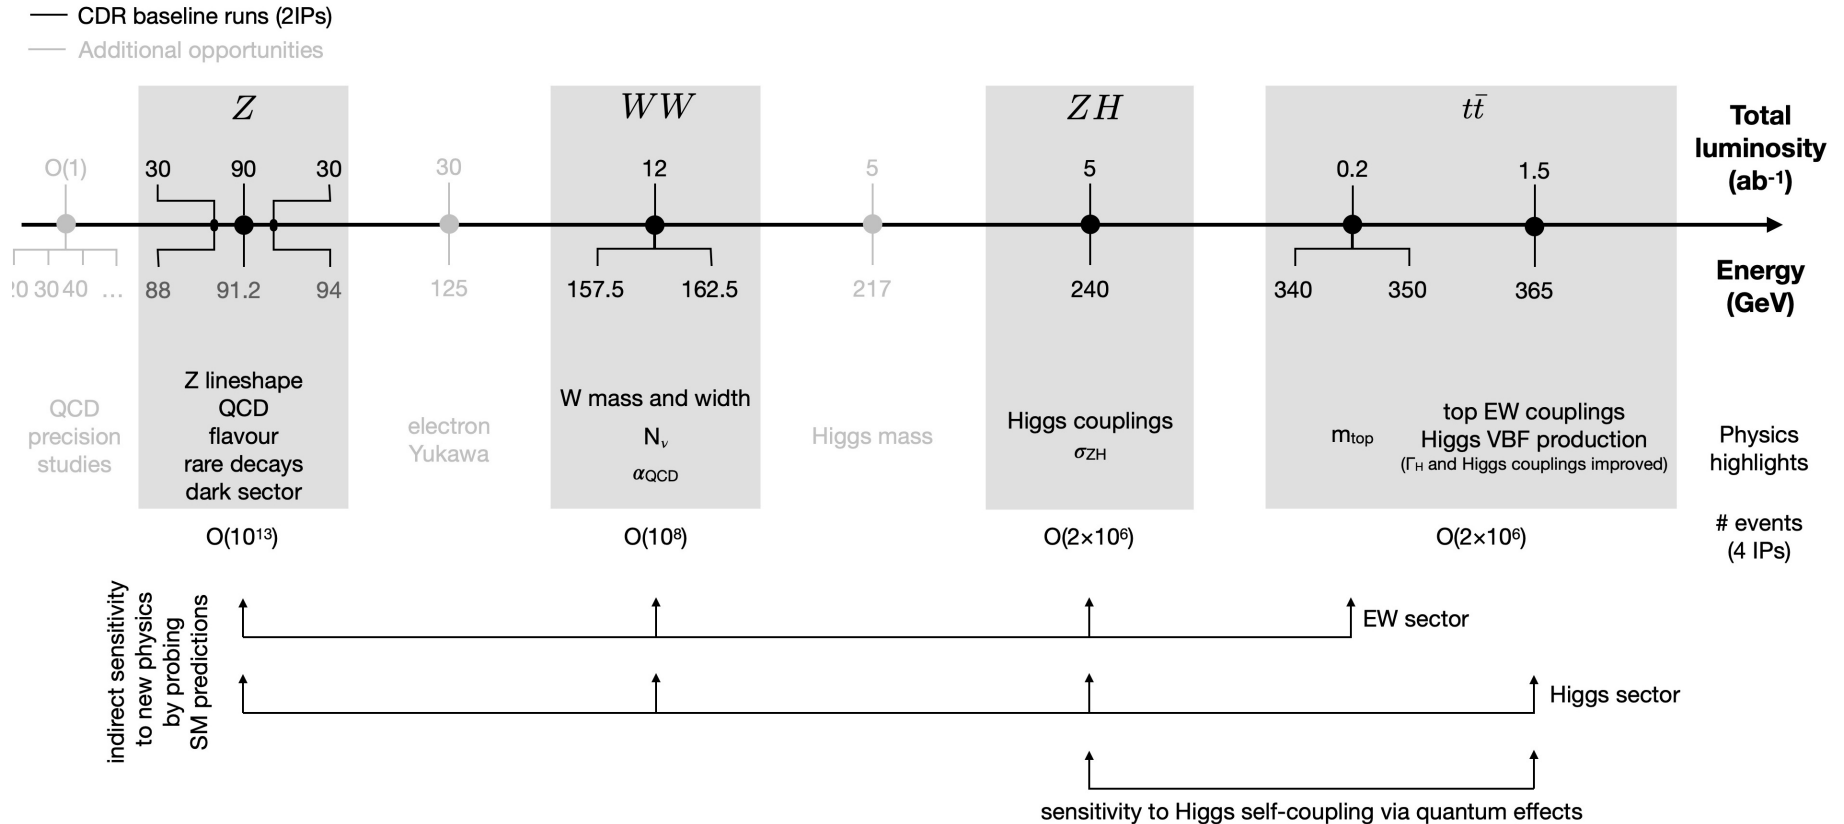 CDR baseline runs (2IPs)
Additional opportunities
Z
WW
ZH
tt̄
Total
luminosity
(ab⁻¹)
O(1)
30
90
30
30
12
5
5
0.2
1.5
Energy
(GeV)
20 30 40 ...
88
91.2
94
125
157.5
162.5
217
240
340
350
365
QCD
precision
studies
Z lineshape
QCD
flavour
rare decays
dark sector
electron
Yukawa
W mass and width
Nᵥ
αQCD
Higgs mass
Higgs couplings
σZH
mtop
top EW couplings
Higgs VBF production
(ΓH and Higgs couplings improved)
Physics
highlights
O(10¹³)
O(10⁸)
O(2×10⁶)
O(2×10⁶)
# events
(4 IPs)
indirect sensitivity
to new physics
by probing
SM predictions
EW sector
Higgs sector
sensitivity to Higgs self-coupling via quantum effects